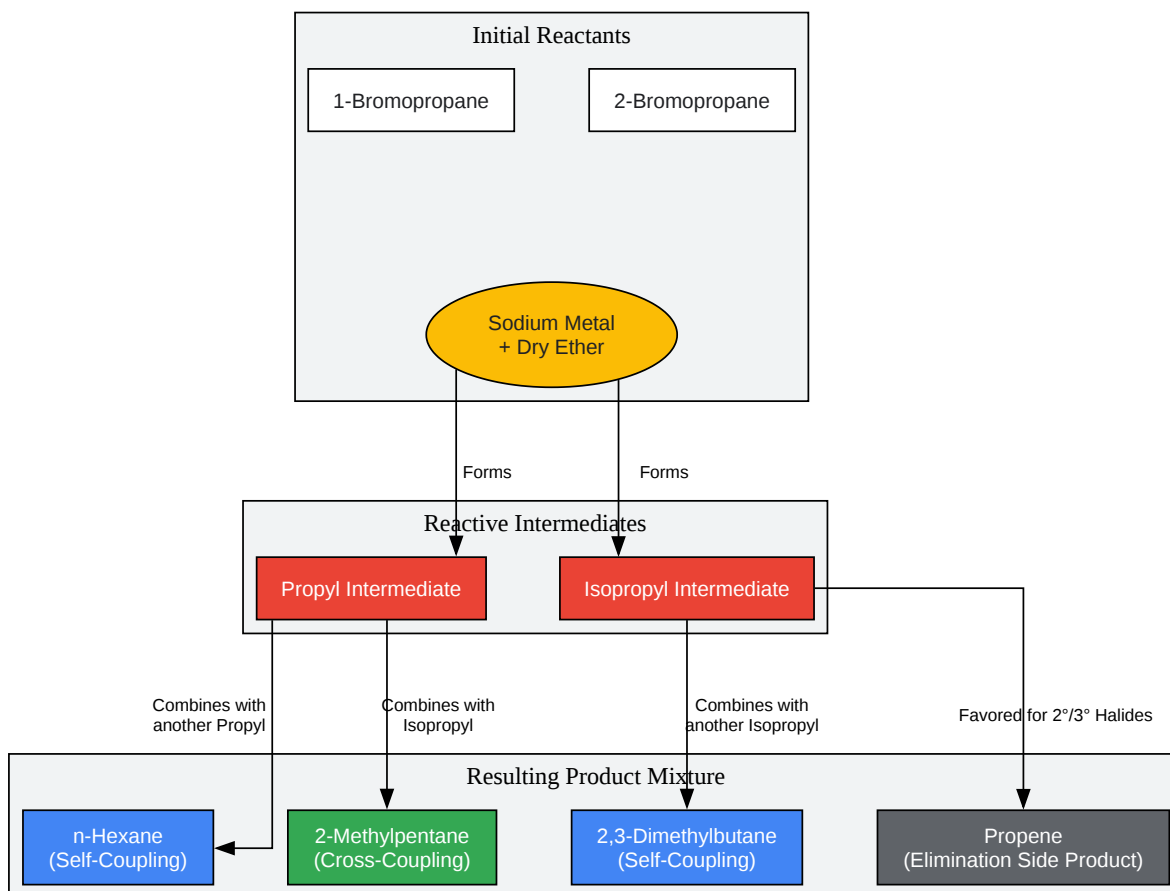 Initial Reactants
1-Bromopropane
2-Bromopropane
Sodium Metal
+ Dry Ether
Forms
Forms
Reactive Intermediates
Propyl Intermediate
Isopropyl Intermediate
Combines with
another Propyl
Combines with
Isopropyl
Combines with
another Isopropyl
Favored for 2°/3° Halides
Resulting Product Mixture
n-Hexane
(Self-Coupling)
2-Methylpentane
(Cross-Coupling)
2,3-Dimethylbutane
(Self-Coupling)
Propene
(Elimination Side Product)